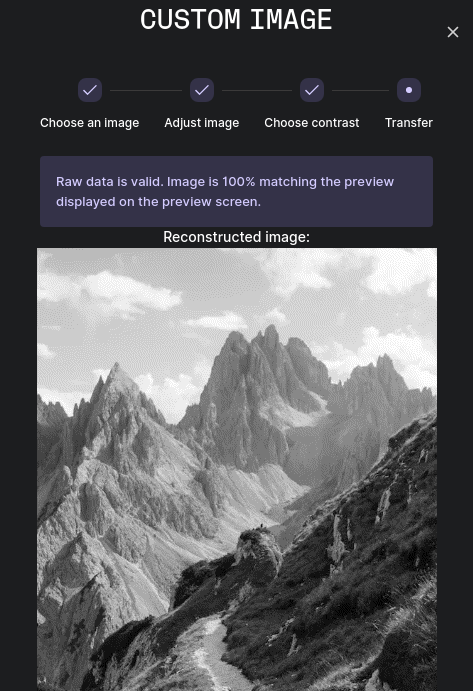 CUSTOM IMAGE
Choose an image
Adjust image
Choose contrast
Transfer
Raw data is valid. Image is 100% matching the preview
displayed on the preview screen.
Reconstructed image: